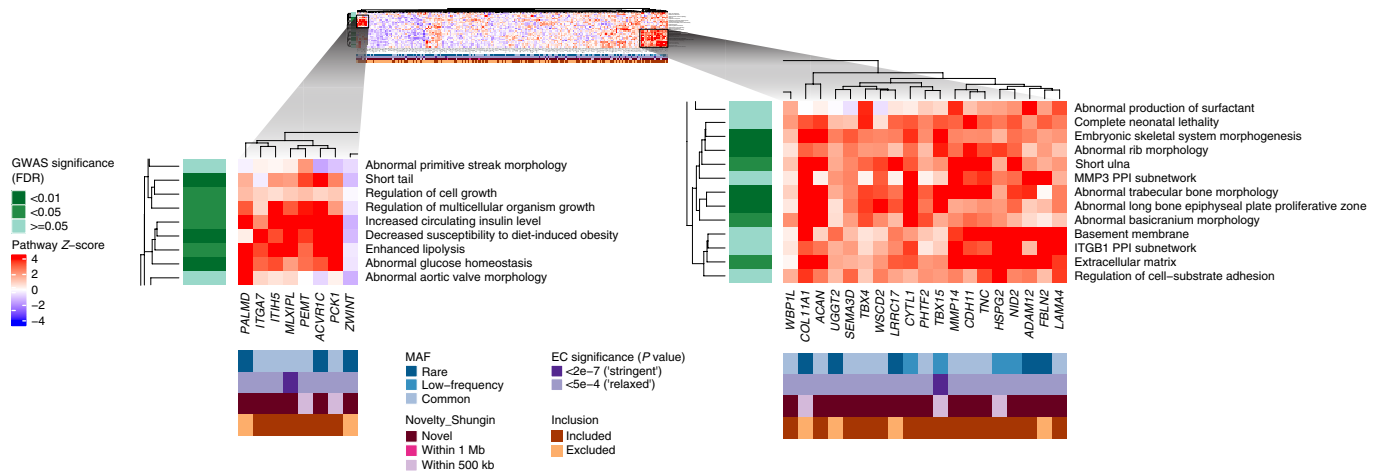 GWAS significance
(FDR)
<0.01
<0.05
>=0.05
Pathway Z-score
4
2
0
−2
−4
Abnormal primitive streak morphology
Short tail
Regulation of cell growth
Regulation of multicellular organism growth
Increased circulating insulin level
Decreased susceptibility to diet-induced obesity
Enhanced lipolysis
Abnormal glucose homeostasis
Abnormal aortic valve morphology
PALMD
ITGA7
ITIH5
MLXIPL
PEMT
ACVR1C
PCK1
ZWINT
Abnormal production of surfactant
Complete neonatal lethality
Embryonic skeletal system morphogenesis
Abnormal rib morphology
Short ulna
MMP3 PPI subnetwork
Abnormal trabecular bone morphology
Abnormal long bone epiphyseal plate proliferative zone
Abnormal basicranium morphology
Basement membrane
ITGB1 PPI subnetwork
Extracellular matrix
Regulation of cell-substrate adhesion
WBP1L
COL11A1
ACAN
UGGT2
SEMA3D
TBX4
WSCD2
LRRC17
CYTL1
PHTF2
TBX15
MMP14
CDH11
TNC
HSPG2
NID2
ADAM12
FBLN2
LAMA4
MAF
Rare
Low−frequency
Common
EC significance (P value)
<2e−7 ('stringent')
<5e−4 ('relaxed')
Novelty_Shungin
Novel
Within 1 Mb
Within 500 kb
Inclusion
Included
Excluded